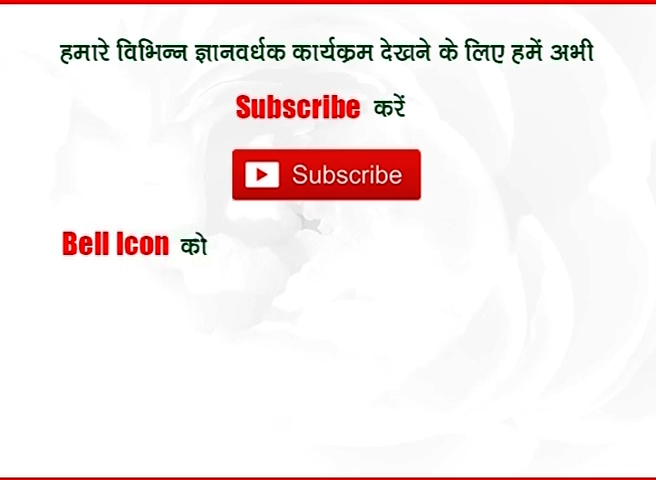 हमारे विभिन्न ज्ञानवर्धक कार्यक्रम देखने के लिए हमें अभी
Subscribe करें
Subscribe
Bell Icon को